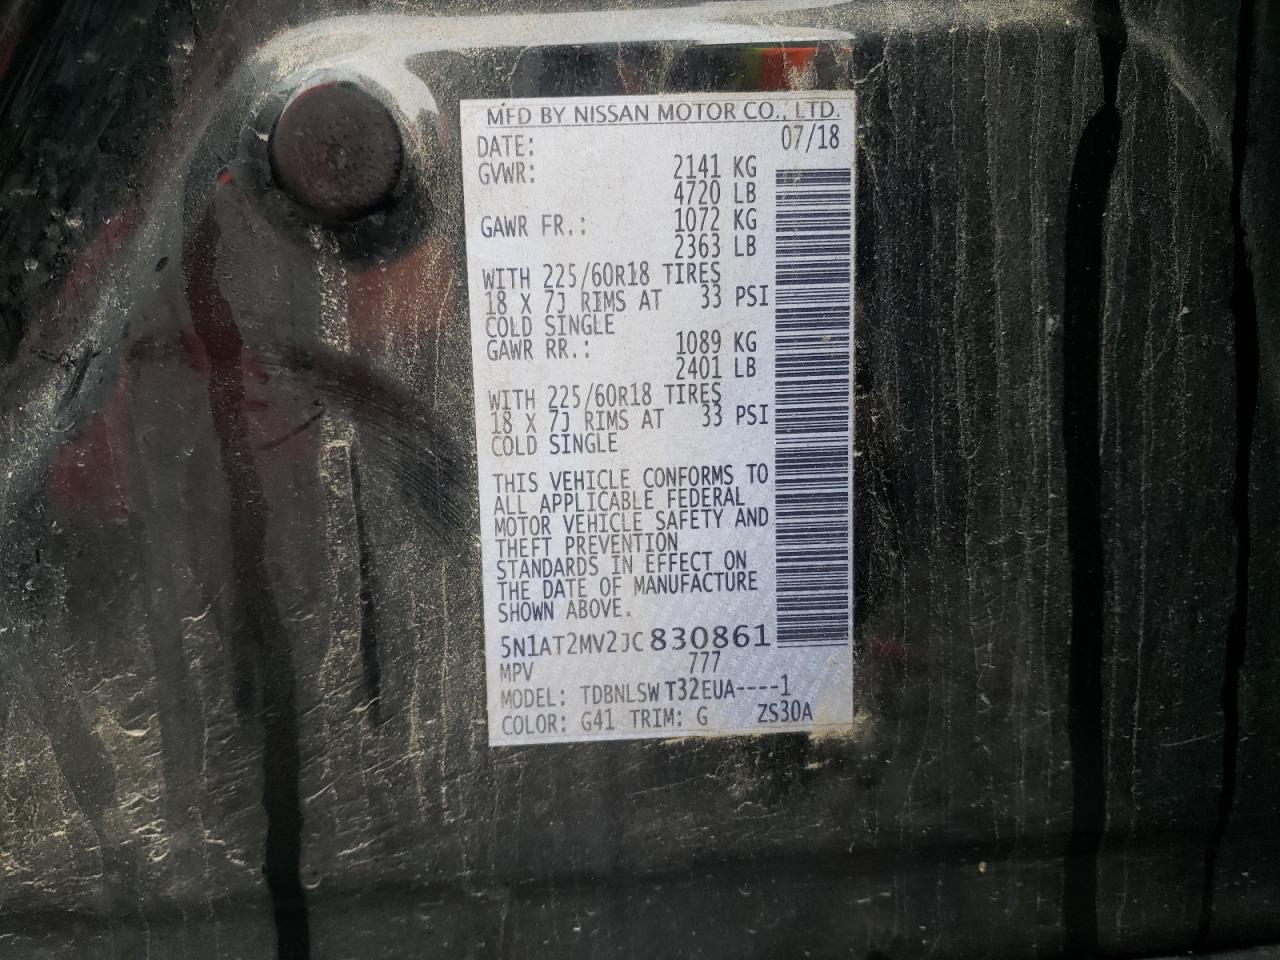 MFD BY NISSAN MOTOR CO., LTD.
DATE: 07/18
GVWR: 2141 KG
4720 LB
GAWR FR.: 1072 KG
2363 LB
WITH 225/60R18 TIRES
18 X 7J RIMS AT 33 PSI
COLD SINGLE
GAWR RR.: 1089 KG
2401 LB
WITH 225/60R18 TIRES
18 X 7J RIMS AT 33 PSI
COLD SINGLE
THIS VEHICLE CONFORMS TO
ALL APPLICABLE FEDERAL
MOTOR VEHICLE SAFETY AND
THEFT PREVENTION
STANDARDS IN EFFECT ON
THE DATE OF MANUFACTURE
SHOWN ABOVE.
5N1AT2MV2JC830861
MPV 777
MODEL: TDBNLSW T32EUA----1
COLOR: G41 TRIM: G ZS30A